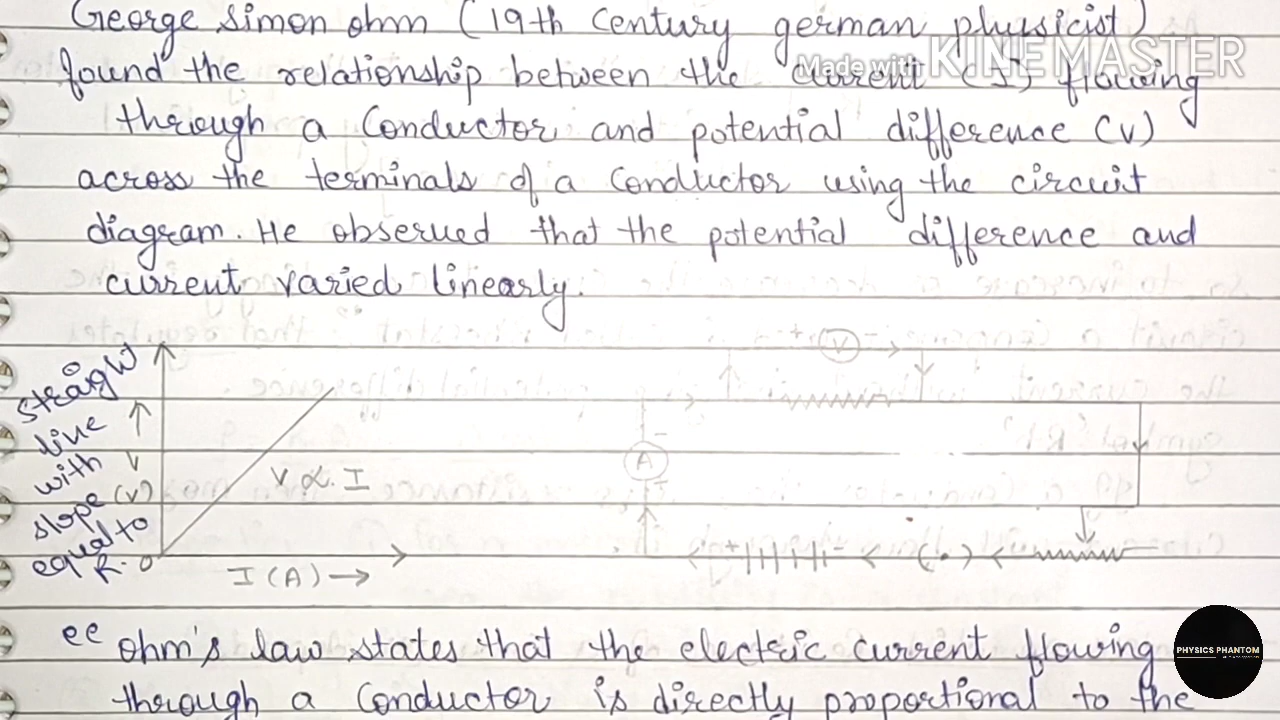 George Simon ohm (19th Century german physicist)
Made with KINEMASTER
found the relationship between the current (I) flowing
through a Conductor and potential difference (v)
across the terminals of a Conductor using the circuit
diagram. He observed that the potential difference and
current varied linearly.
Straight
line
with
slope
equal to
R.
V
(v)
V ∝ I
0
I (A) →
+ V -
-
A
+
+ -
(.)
ohm's law states that the electric current flowing
through a Conductor is directly proportional to the
PHYSICS PHANTOM